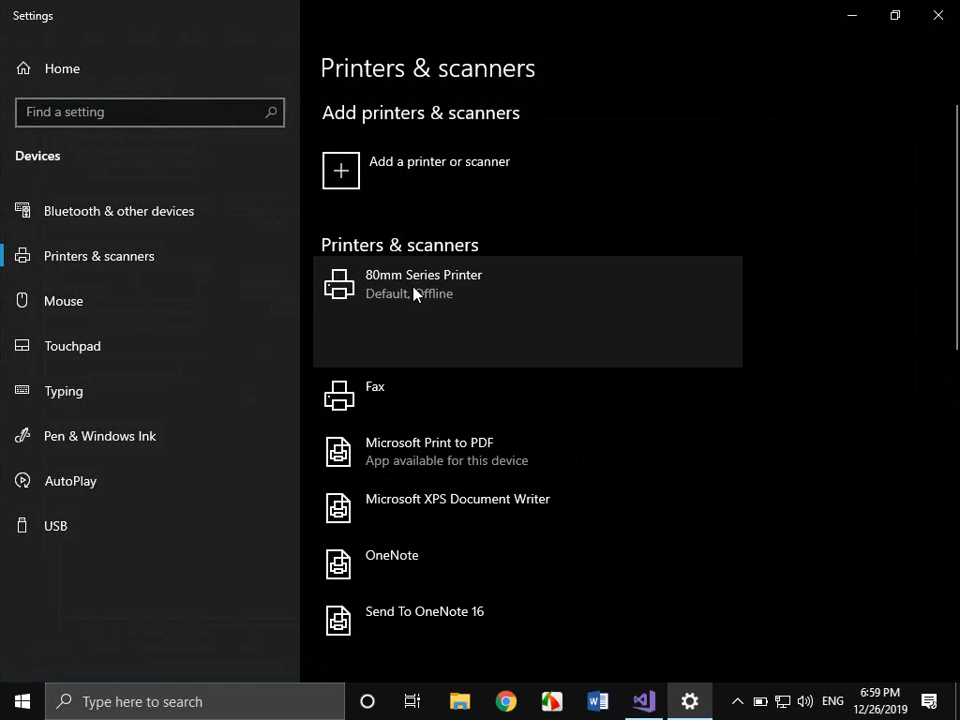 Settings
Home
Find a setting
Devices
Bluetooth & other devices
Printers & scanners
Mouse
Touchpad
Typing
Pen & Windows Ink
AutoPlay
USB
Printers & scanners
Add printers & scanners
Add a printer or scanner
Printers & scanners
80mm Series Printer
Default, Offline
Fax
Microsoft Print to PDF
App available for this device
Microsoft XPS Document Writer
OneNote
Send To OneNote 16
Type here to search
ENG
6:59 PM
12/26/2019